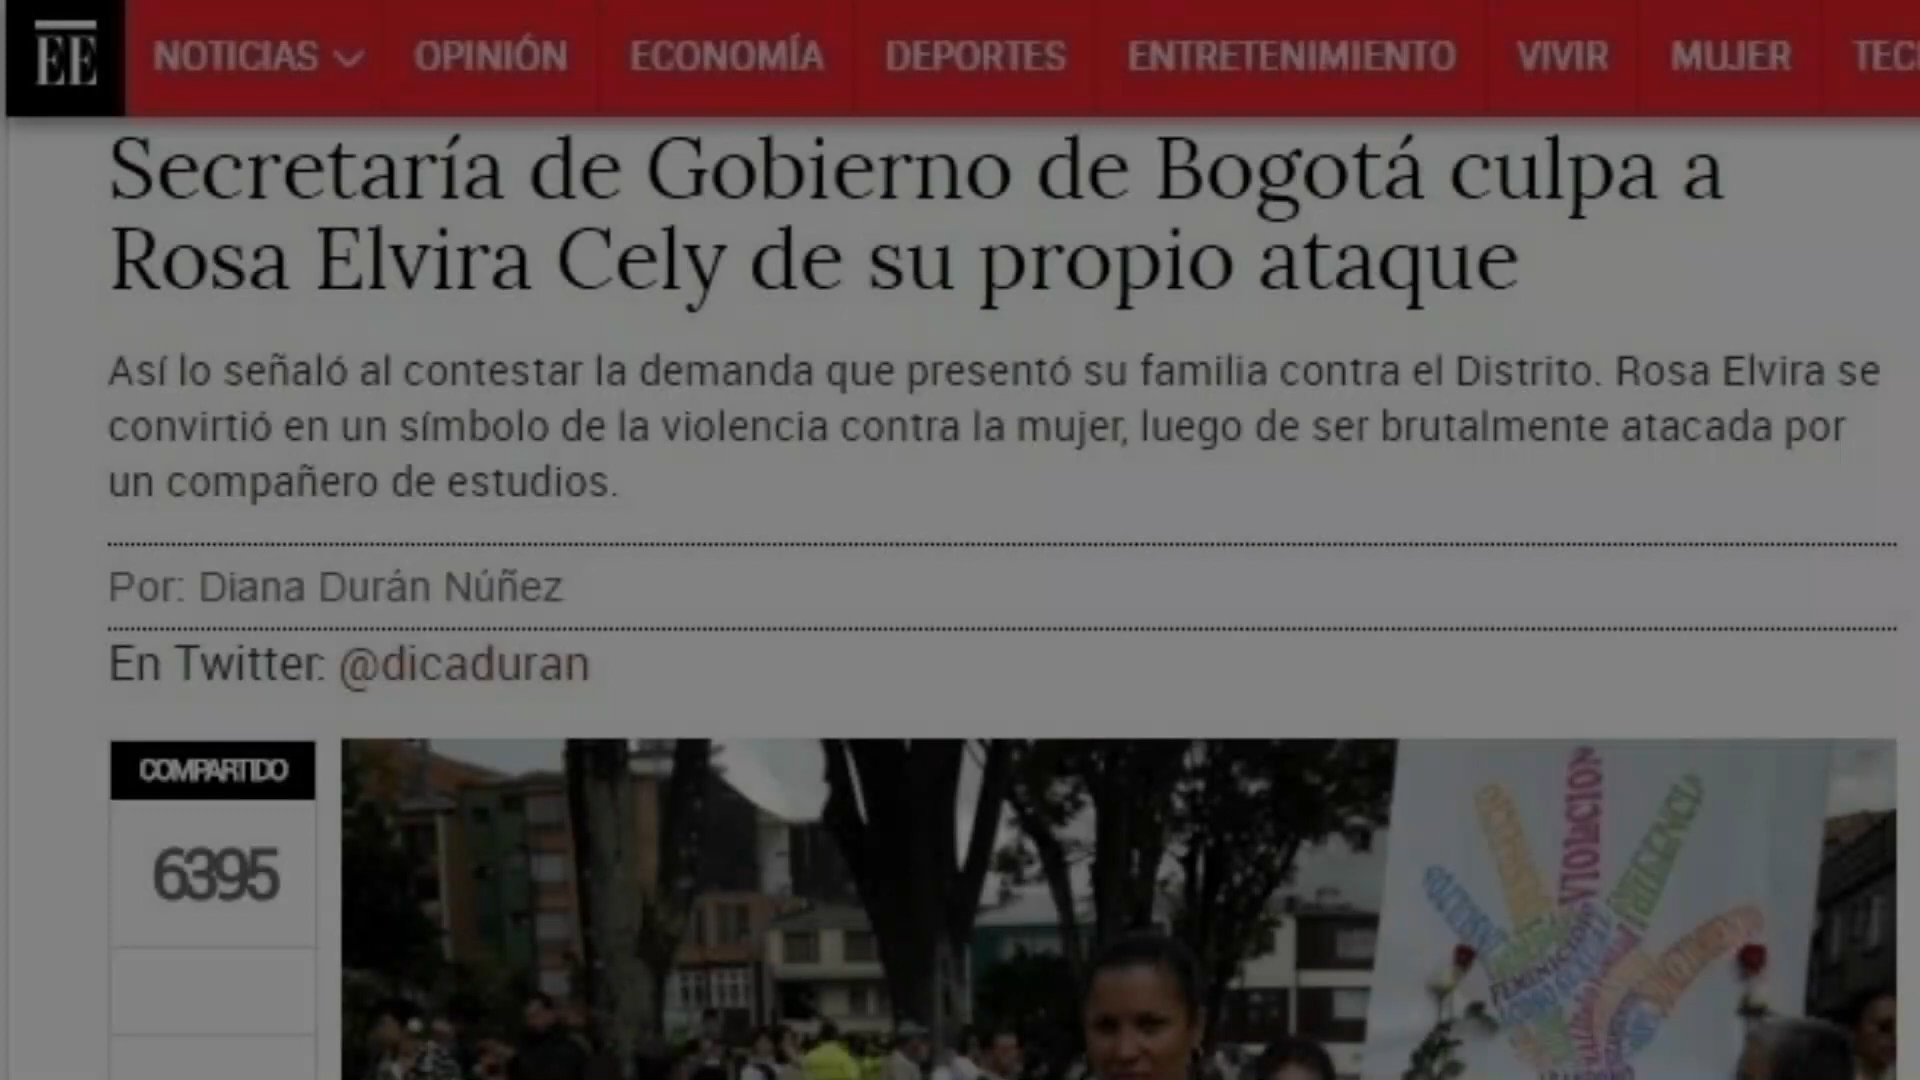 EE NOTICIAS OPINIÓN ECONOMÍA DEPORTES ENTRETENIMIENTO VIVIR MUJER
Secretaría de Gobierno de Bogotá culpa a
Rosa Elvira Cely de su propio ataque
Así lo señaló al contestar la demanda que presentó su familia contra el Distrito. Rosa Elvira se
convirtió en un símbolo de la violencia contra la mujer, luego de ser brutalmente atacada por
un compañero de estudios.
Por: Diana Durán Núñez
En Twitter: @dicaduran
COMPARTIDO
6395
VIOLACION